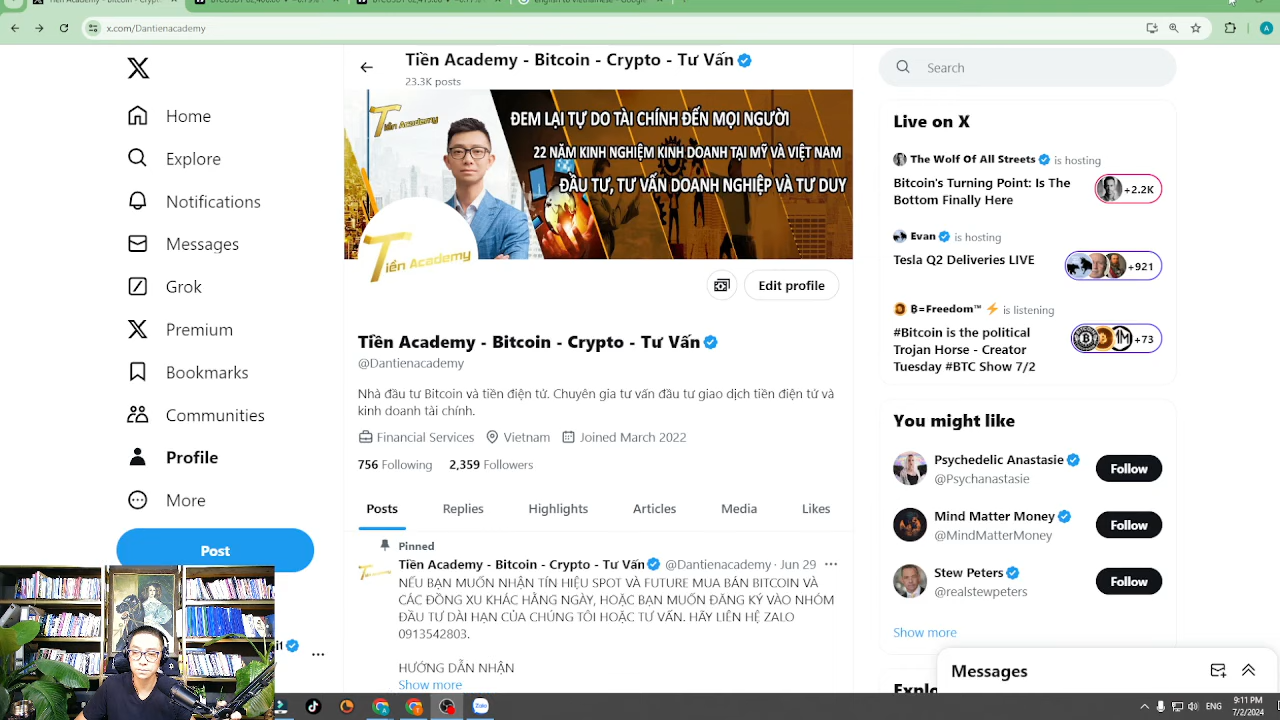 x.com/Dantienacademy
A
Home
Explore
Notifications
Messages
Grok
Premium
Bookmarks
Communities
Profile
More
Post
Tiền Academy - Bitcoin - Crypto - Tư Vấn
23.3K posts
Tiền Academy
ĐEM LẠI TỰ DO TÀI CHÍNH ĐẾN MỌI NGƯỜI
22 NĂM KINH NGHIỆM KINH DOANH TẠI MỸ VÀ VIỆT NAM
ĐẦU TƯ, TƯ VẤN DOANH NGHIỆP VÀ TƯ DUY
Tiền Academy
Edit profile
Tiền Academy - Bitcoin - Crypto - Tư Vấn
@Dantienacademy
Nhà đầu tư Bitcoin và tiền điện tử. Chuyên gia tư vấn đầu tư giao dịch tiền điện tử và
kinh doanh tài chính.
Financial Services Vietnam Joined March 2022
756 Following 2,359 Followers
Posts Replies Highlights Articles Media Likes
Pinned
Tiền Academy - Bitcoin - Crypto - Tư Vấn @Dantienacademy · Jun 29
NẾU BẠN MUỐN NHẬN TÍN HIỆU SPOT VÀ FUTURE MUA BÁN BITCOIN VÀ
CÁC ĐỒNG XU KHÁC HẰNG NGÀY, HOẶC BẠN MUỐN ĐĂNG KÝ VÀO NHÓM
ĐẦU TƯ DÀI HẠN CỦA CHÚNG TÔI HOẶC TƯ VẤN. HÃY LIÊN HỆ ZALO
0913542803.
HƯỚNG DẪN NHẬN
Show more
Search
Live on X
The Wolf Of All Streets is hosting
Bitcoin's Turning Point: Is The
Bottom Finally Here
+2.2K
Evan is hosting
Tesla Q2 Deliveries LIVE
+921
B=Freedom™ ⚡ is listening
#Bitcoin is the political
Trojan Horse - Creator
Tuesday #BTC Show 7/2
+73
You might like
Psychedelic Anastasie
@Psychanastasie
Follow
Mind Matter Money
@MindMatterMoney
Follow
Stew Peters
@realstewpeters
Follow
Show more
Messages
Zalo
9:11 PM
7/2/2024